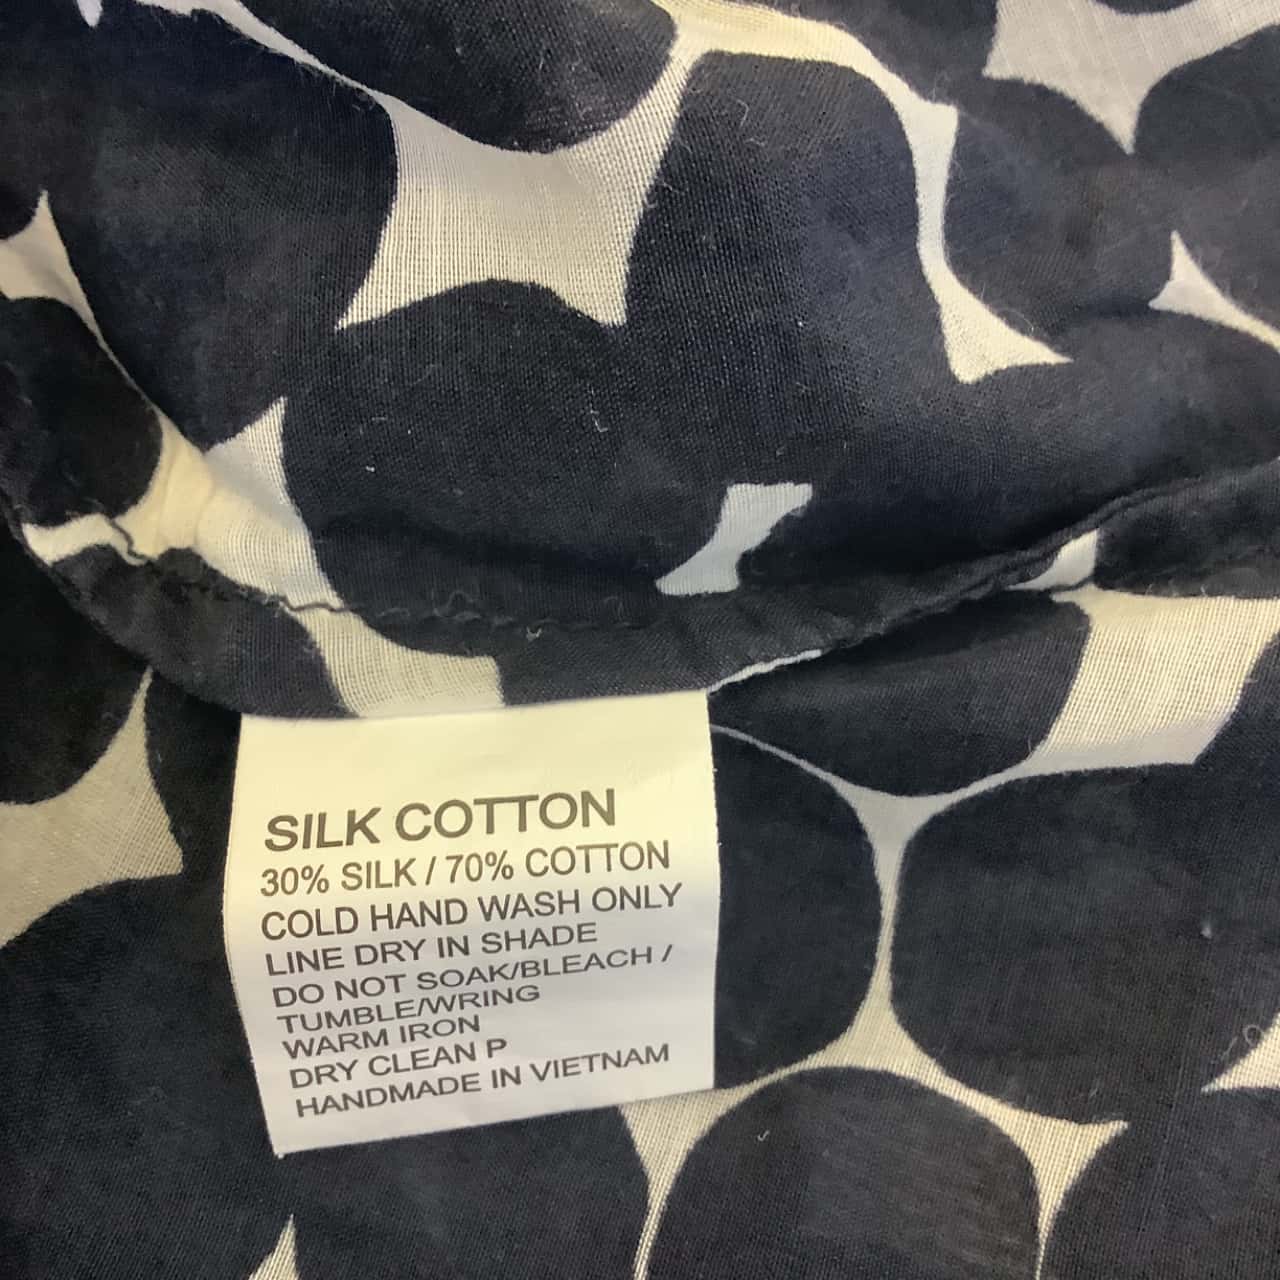 SILK COTTON
30% SILK / 70% COTTON
COLD HAND WASH ONLY
LINE DRY IN SHADE
DO NOT SOAK/BLEACH /
TUMBLE/WRING
WARM IRON
DRY CLEAN P
HANDMADE IN VIETNAM